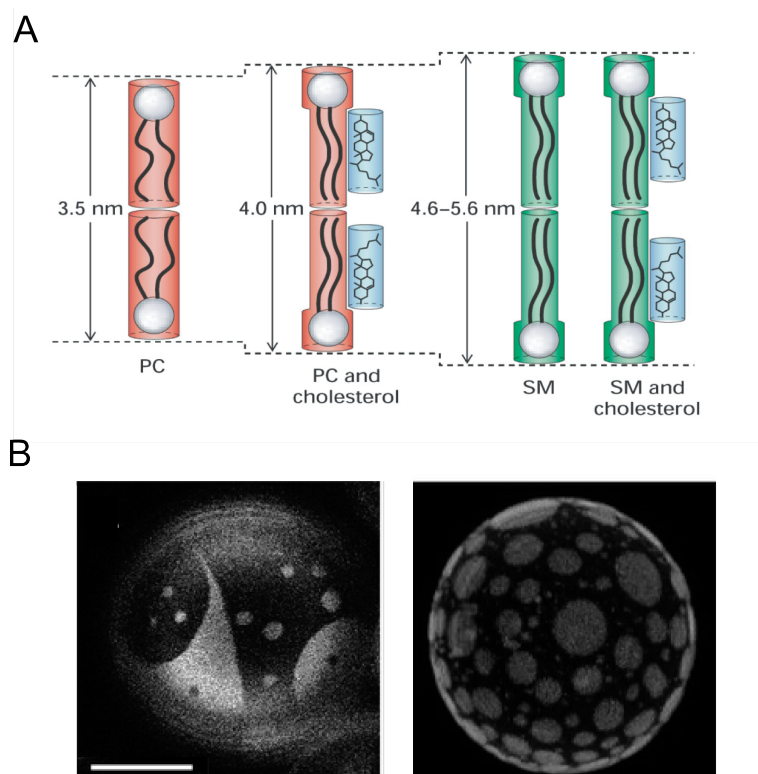 A
3.5 nm
4.0 nm
4.6–5.6 nm
PC
PC and
cholesterol
SM
SM and
cholesterol
B